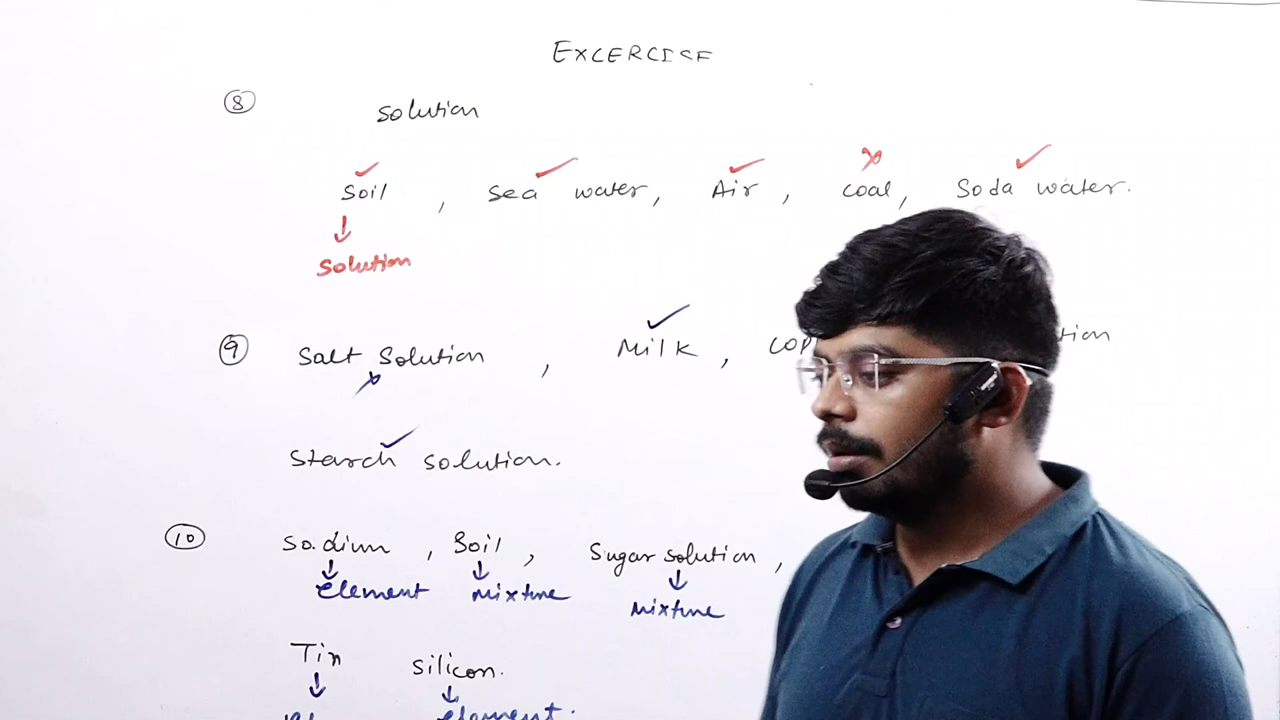 EXCERCISE
8 solution
Soil, Sea water, Air, coal, Soda water.
Solution
9 Salt Solution, Milk, COP tion
Starch solution.
10 Sodium, Soil, Sugar solution,
Element Mixture Mixture
Tin Silicon.
Element.